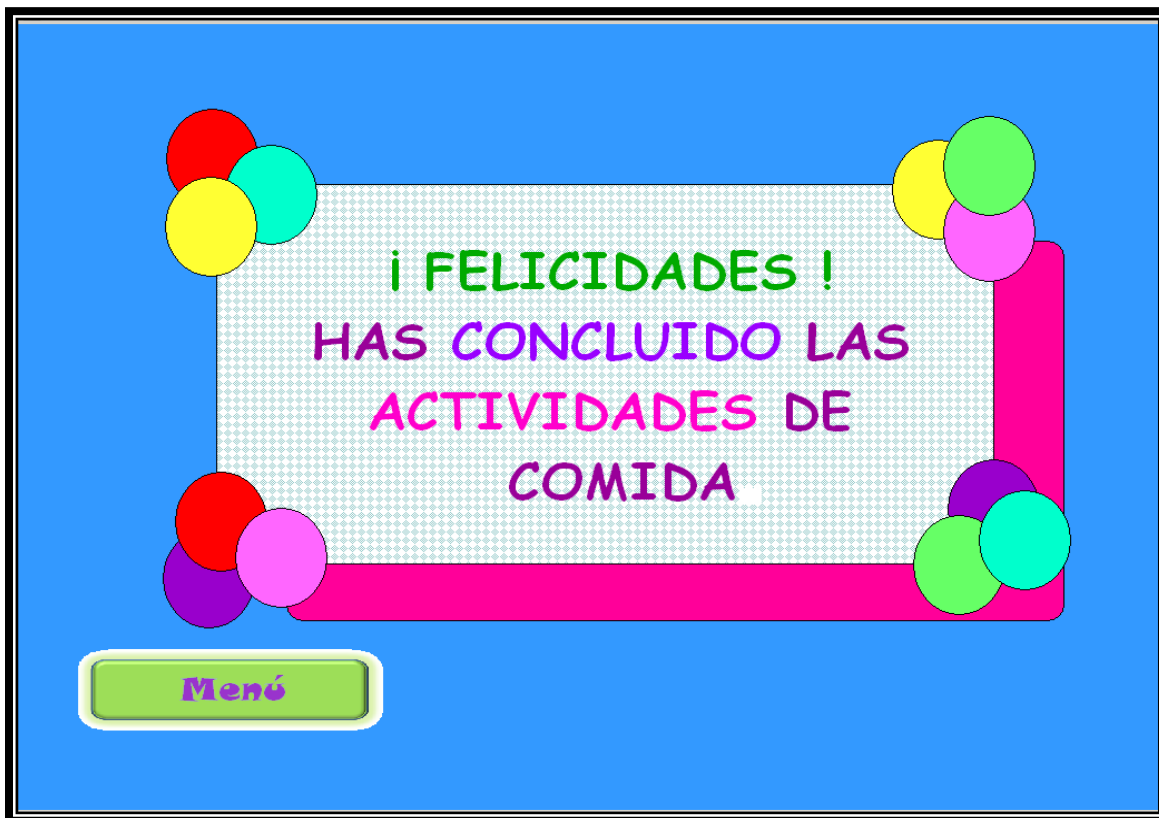 ¡ FELICIDADES !
HAS CONCLUIDO LAS
ACTIVIDADES DE
COMIDA
Menú